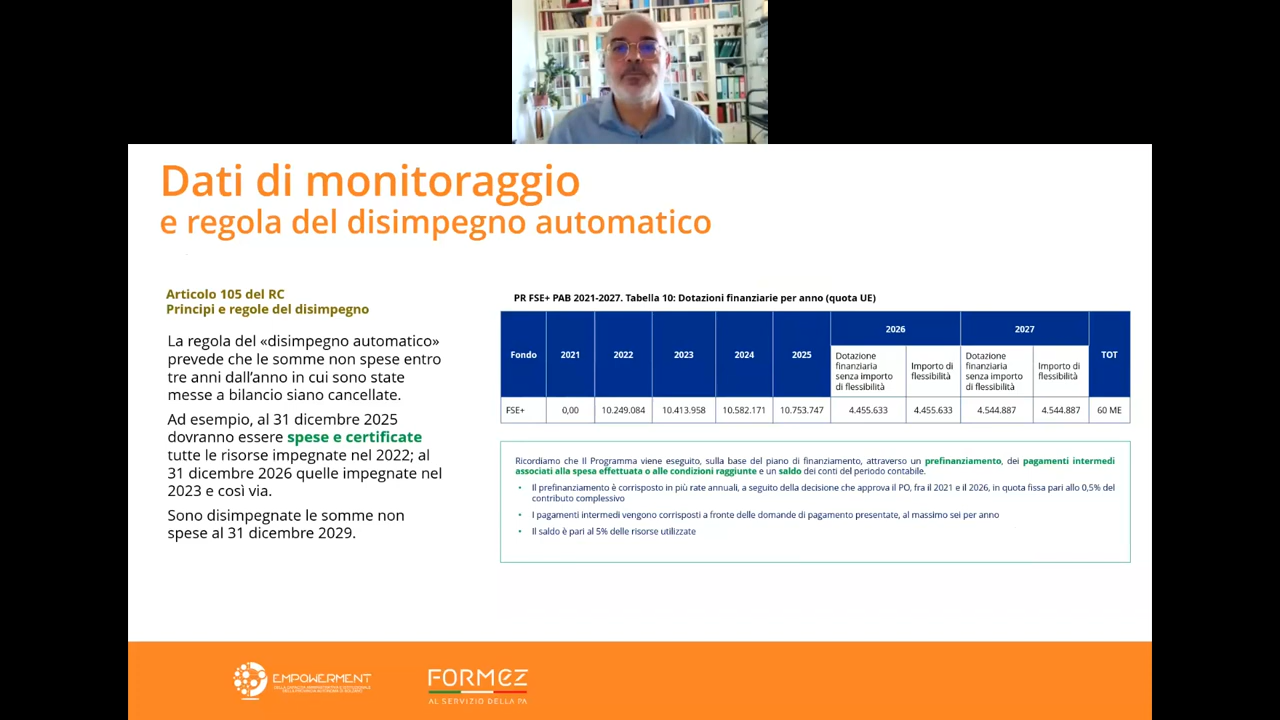 Dati di monitoraggio
e regola del disimpegno automatico
Articolo 105 del RC
Principi e regole del disimpegno
La regola del «disimpegno automatico»
prevede che le somme non spese entro
tre anni dall'anno in cui sono state
messe a bilancio siano cancellate.
Ad esempio, al 31 dicembre 2025
dovranno essere spese e certificate
tutte le risorse impegnate nel 2022; al
31 dicembre 2026 quelle impegnate nel
2023 e così via.
Sono disimpegnate le somme non
spese al 31 dicembre 2029.
PR FSE+ PAB 2021-2027. Tabella 10: Dotazioni finanziarie per anno (quota UE)
Fondo 2021 2022 2023 2024 2025 2026 2027 TOT
Dotazione finanziaria senza importo di flessibilità Importo di flessibilità Dotazione finanziaria senza importo di flessibilità Importo di flessibilità
FSE+ 0,00 10.249.084 10.413.958 10.582.171 10.753.747 4.455.633 4.455.633 4.544.887 4.544.887 60 ME
Ricordiamo che Il Programma viene eseguito, sulla base del piano di finanziamento, attraverso un prefinanziamento, dei pagamenti intermedi
associati alla spesa effettuata o alle condizioni raggiunte e un saldo dei conti del periodo contabile.
• Il prefinanziamento è corrisposto in più rate annuali, a seguito della decisione che approva il PO, fra il 2021 e il 2026, in quota fissa pari allo 0,5% del
contributo complessivo
• I pagamenti intermedi vengono corrisposti a fronte delle domande di pagamento presentate, al massimo sei per anno
• Il saldo è pari al 5% delle risorse utilizzate
EMPOWERMENT
FORMEZ
AL SERVIZIO DELLA PA